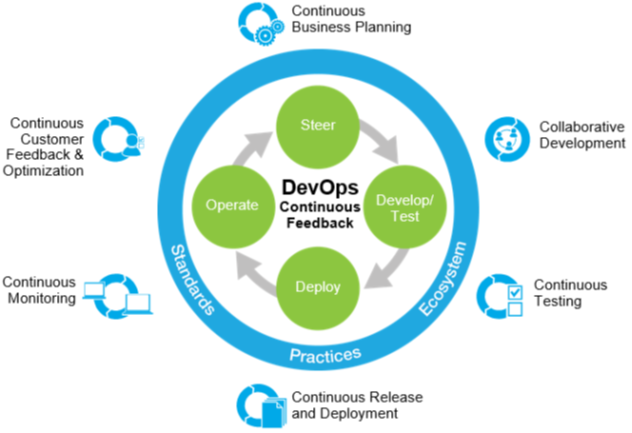 Continuous
Business Planning
Continuous
Customer
Feedback &
Optimization
Collaborative
Development
Steer
DevOps
Continuous
Feedback
Operate
Develop/
Test
Deploy
Standards
Practices
Ecosystem
Continuous
Monitoring
Continuous
Testing
Continuous Release
and Deployment